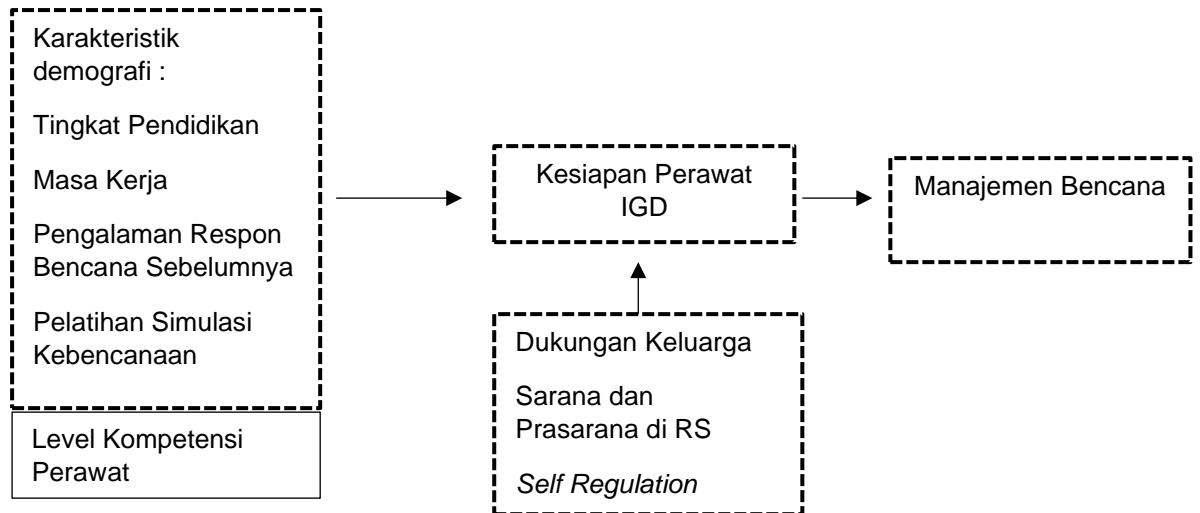 Karakteristik
demografi :
Tingkat Pendidikan
Masa Kerja
Pengalaman Respon
Bencana Sebelumnya
Pelatihan Simulasi
Kebencanaan
Level Kompetensi
Perawat
Kesiapan Perawat
IGD
Dukungan Keluarga
Sarana dan
Prasarana di RS
Self Regulation
Manajemen Bencana